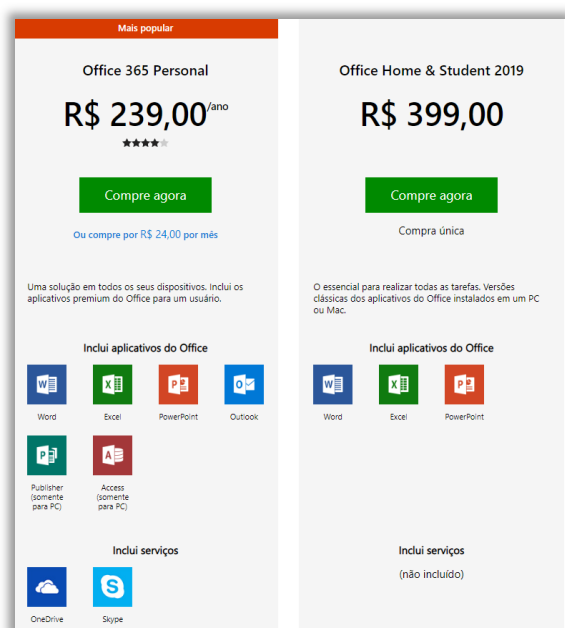 Mais popular
Office 365 Personal
R$ 239,00/ano
Compre agora
Ou compre por R$ 24,00 por mês
Uma solução em todos os seus dispositivos. Inclui os
aplicativos premium do Office para um usuário.
Inclui aplicativos do Office
W
Word
X
Excel
P
PowerPoint
O
Outlook
P
Publisher
(somente
para PC)
A
Access
(somente
para PC)
Inclui serviços
OneDrive
S
Skype
Office Home & Student 2019
R$ 399,00
Compre agora
Compra única
O essencial para realizar todas as tarefas. Versões
clássicas dos aplicativos do Office instalados em um PC
ou Mac.
Inclui aplicativos do Office
W
Word
X
Excel
P
PowerPoint
Inclui serviços
(não incluído)